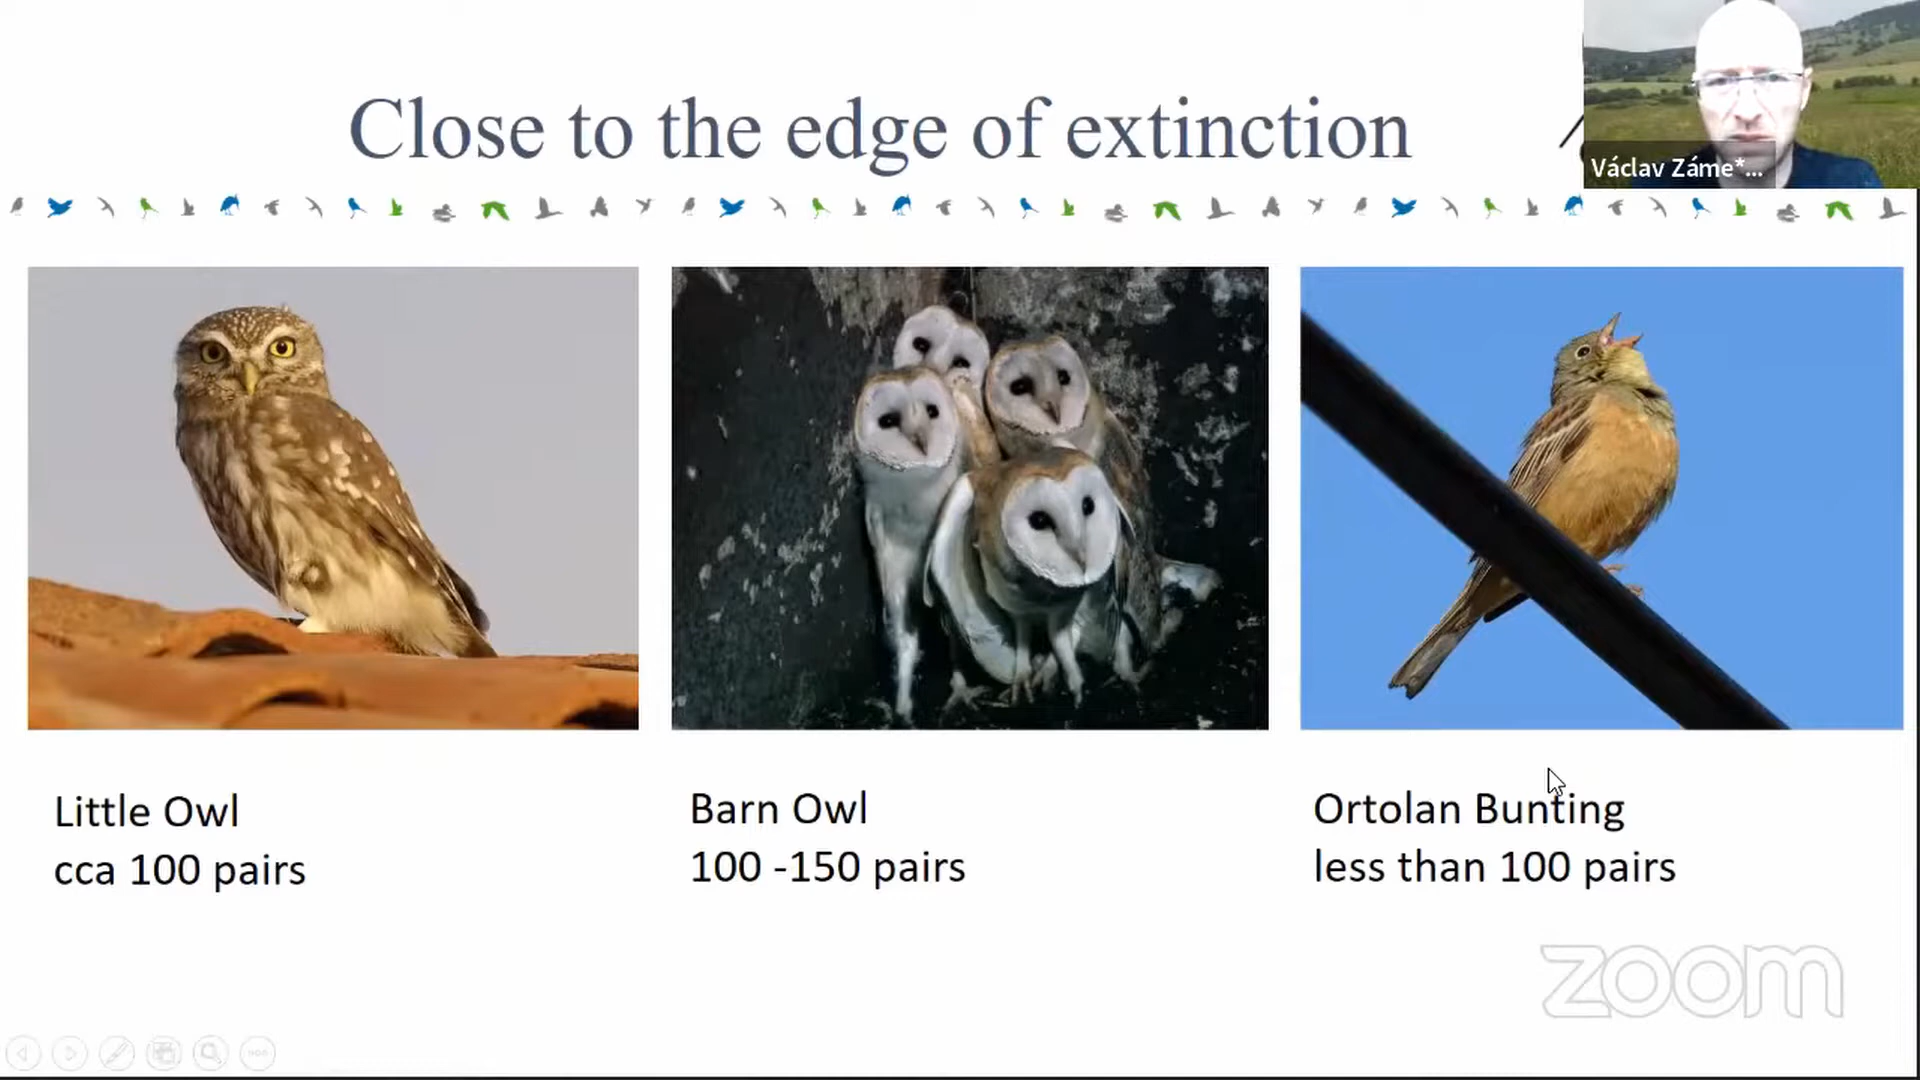 Close to the edge of extinction
Václav Záme*...
Little Owl
cca 100 pairs
Barn Owl
100 -150 pairs
Ortolan Bunting
less than 100 pairs
zoom